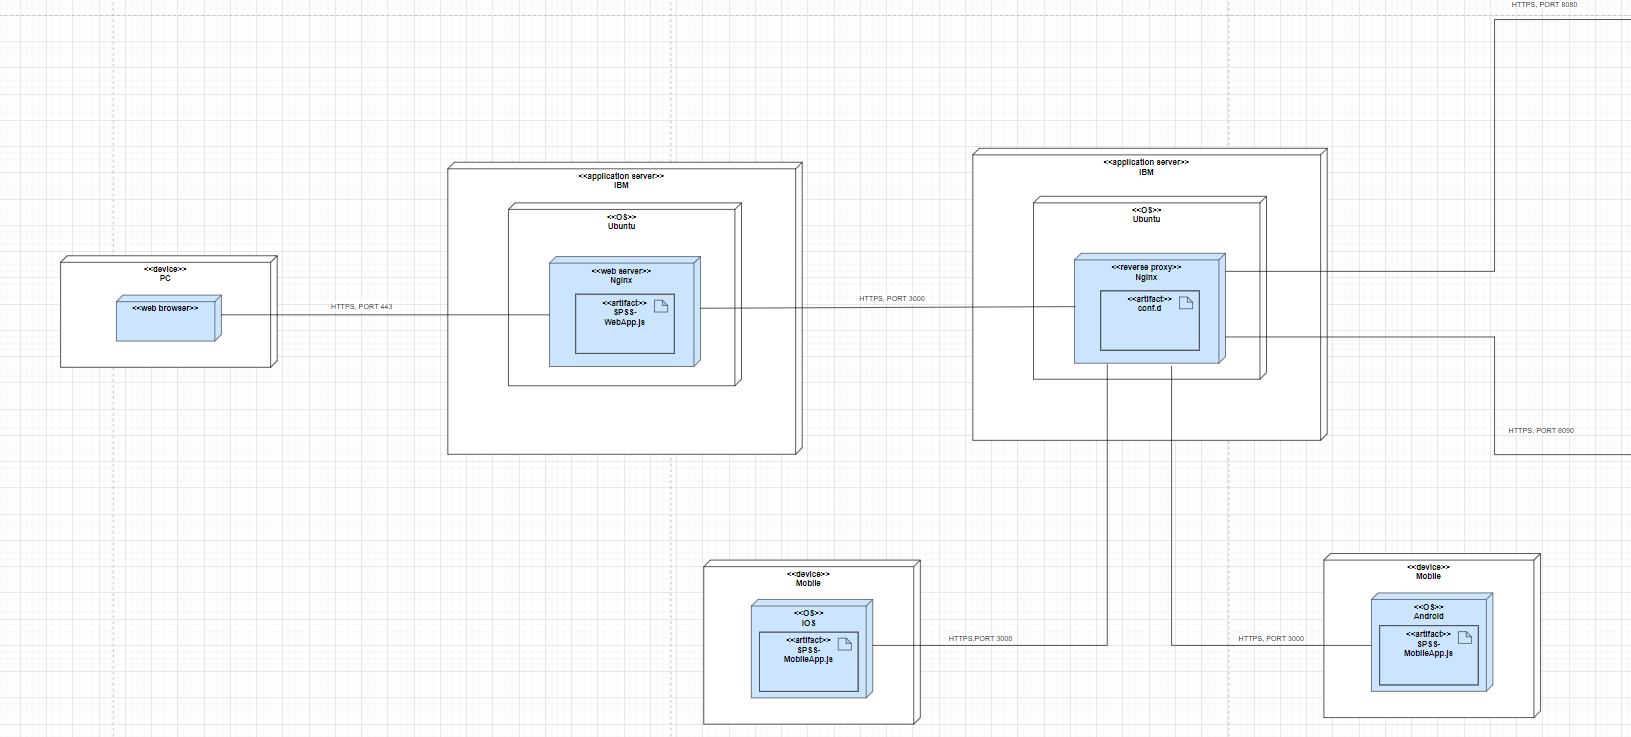 HTTPS, PORT 8080
<<application server>>
IBM
<<OS>>
Ubuntu
<<reverse proxy>>
Nginx
<<artifact>>
conf.d
<<application server>>
IBM
<<OS>>
Ubuntu
<<web server>>
Nginx
<<artifact>>
SPSS-
WebApp.js
<<device>>
PC
<<web browser>>
HTTPS, PORT 443
HTTPS, PORT 3000
HTTPS, PORT 8090
<<device>>
Mobile
<<OS>>
IOS
<<artifact>>
SPSS-
MobileApp.js
HTTPS,PORT 3000
HTTPS, PORT 3000
<<device>>
Mobile
<<OS>>
Android
<<artifact>>
SPSS-
MobileApp.js